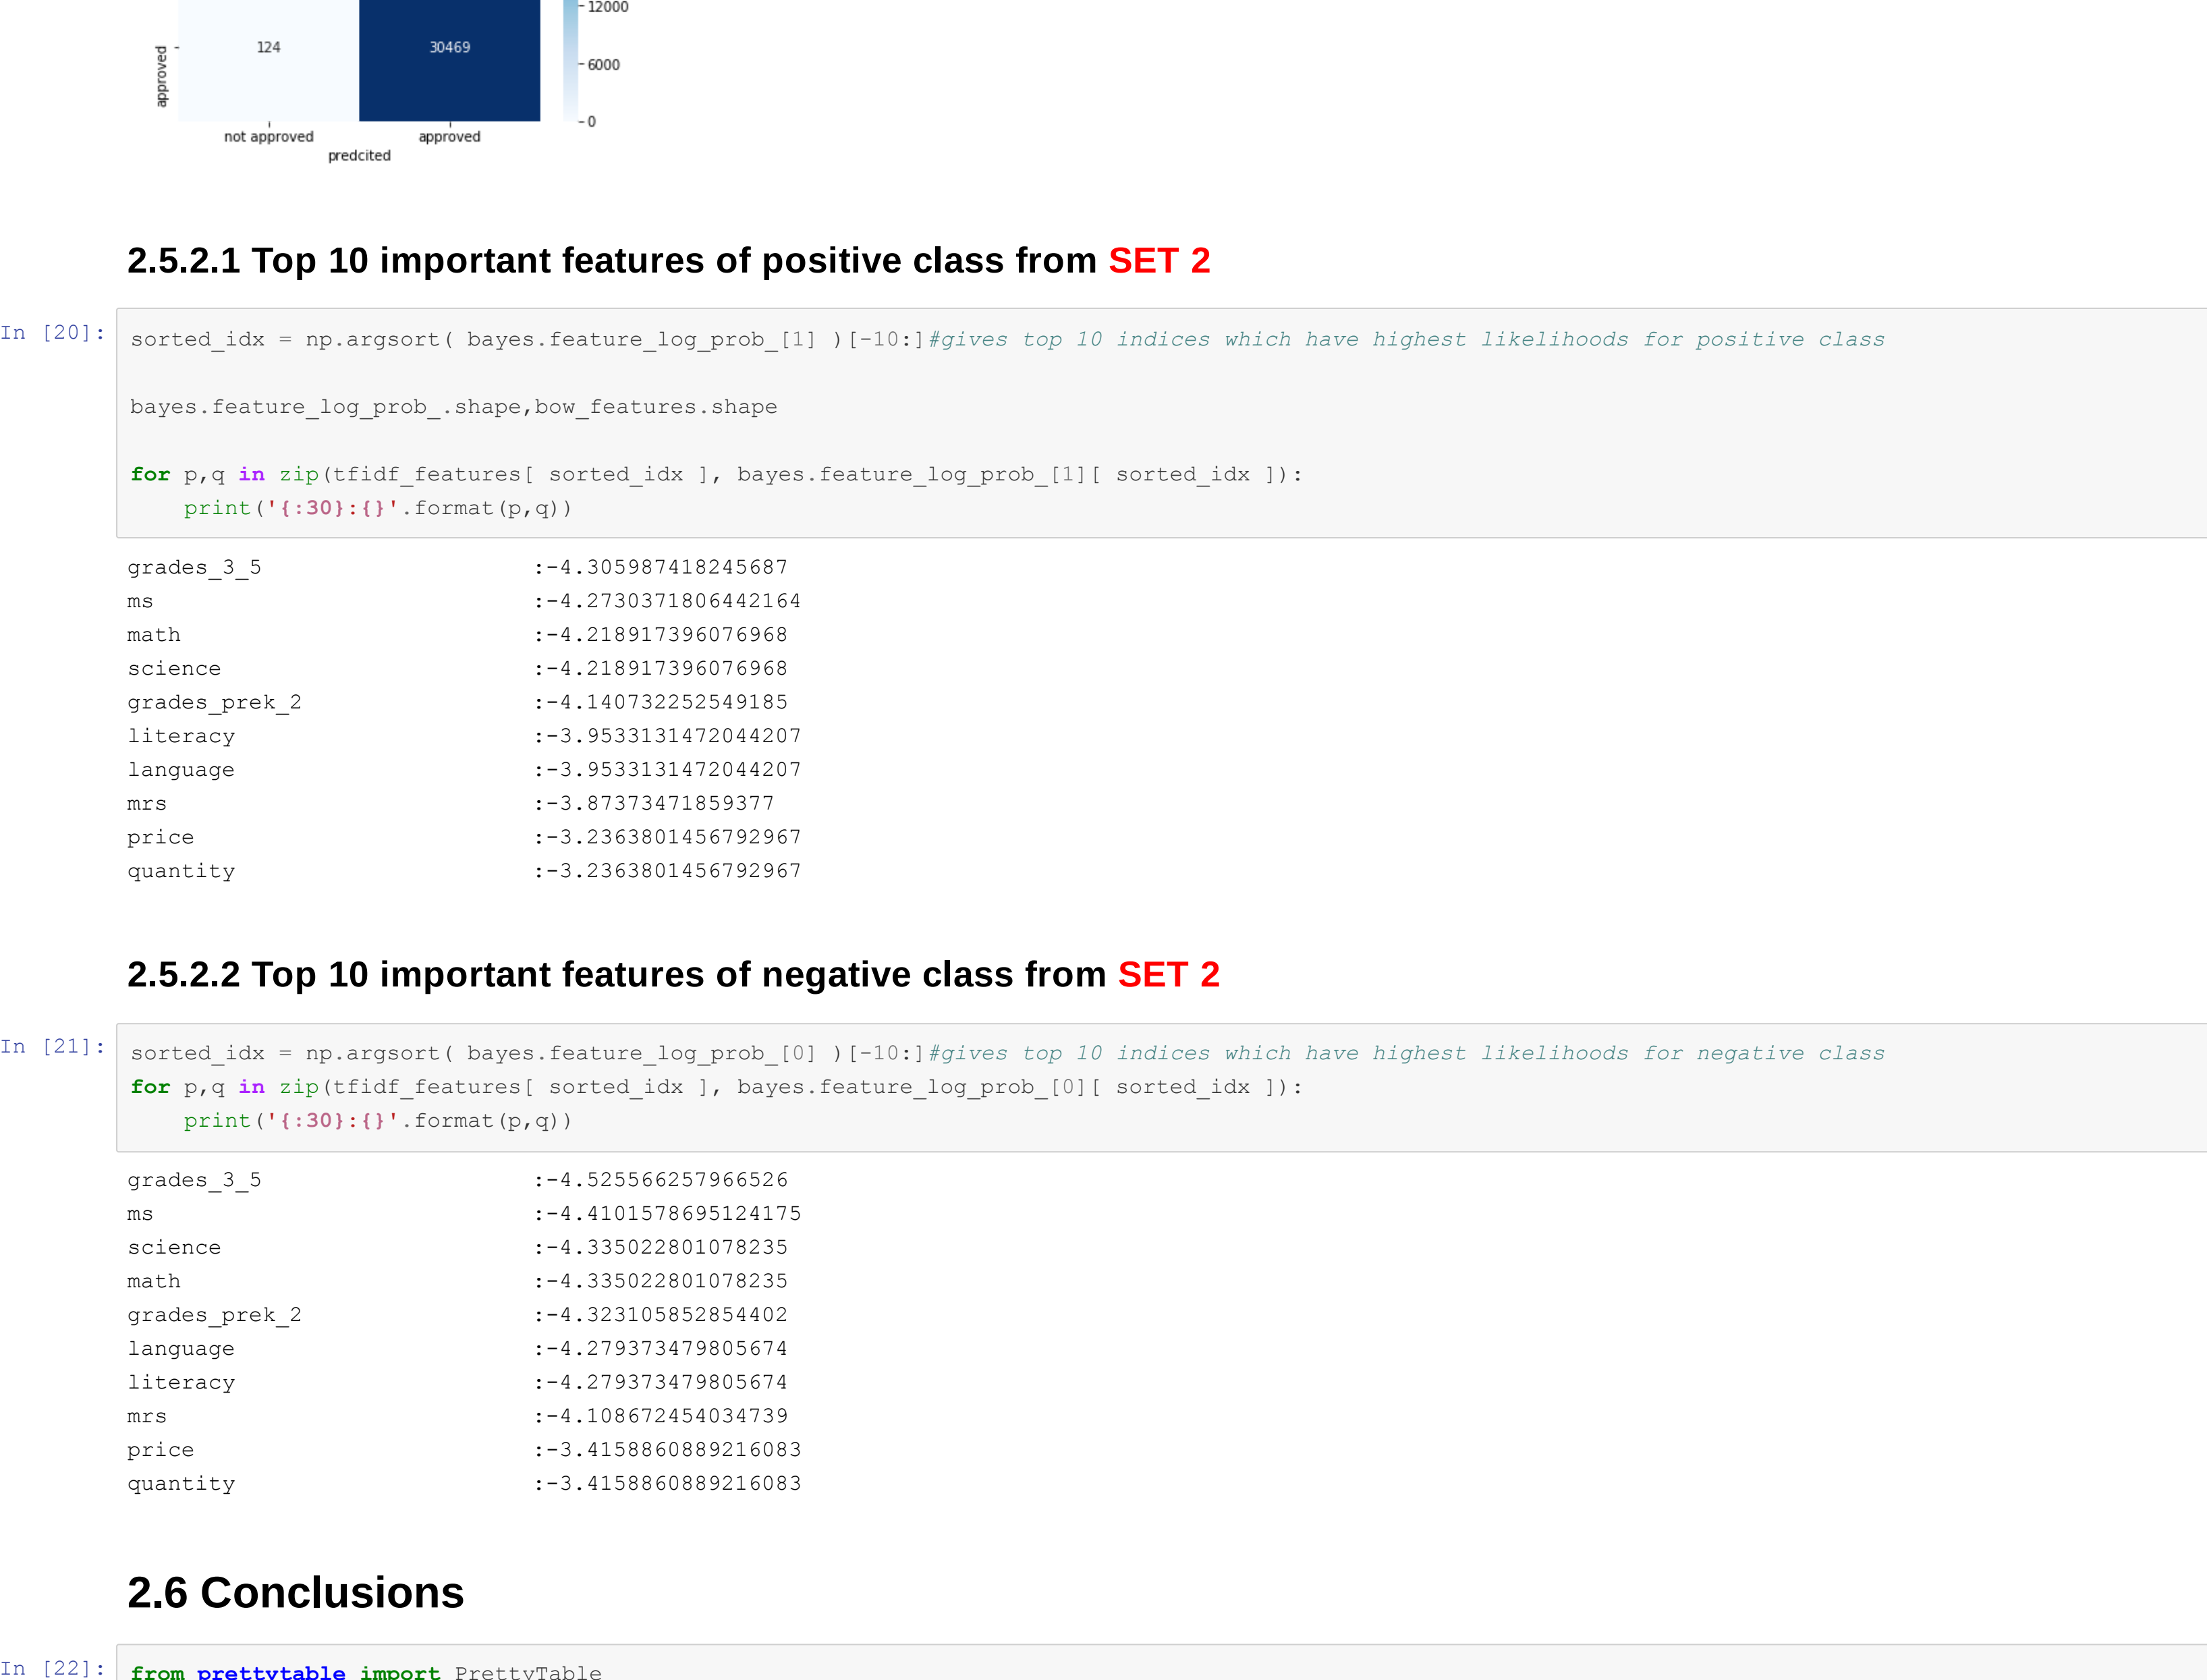 12000
approved
124
30469
6000
0
not approved
approved
predcited
2.5.2.1 Top 10 important features of positive class from SET 2
In [20]:
sorted_idx = np.argsort( bayes.feature_log_prob_[1] )[-10:]#gives top 10 indices which have highest likelihoods for positive class
bayes.feature_log_prob_.shape,bow_features.shape
for p,q in zip(tfidf_features[ sorted_idx ], bayes.feature_log_prob_[1][ sorted_idx ]):
    print('{:30}:{}'.format(p,q))
grades_3_5                    :-4.305987418245687
ms                            :-4.2730371806442164
math                          :-4.218917396076968
science                       :-4.218917396076968
grades_prek_2                 :-4.140732252549185
literacy                      :-3.9533131472044207
language                      :-3.9533131472044207
mrs                           :-3.87373471859377
price                         :-3.2363801456792967
quantity                      :-3.2363801456792967
2.5.2.2 Top 10 important features of negative class from SET 2
In [21]:
sorted_idx = np.argsort( bayes.feature_log_prob_[0] )[-10:]#gives top 10 indices which have highest likelihoods for negative class
for p,q in zip(tfidf_features[ sorted_idx ], bayes.feature_log_prob_[0][ sorted_idx ]):
    print('{:30}:{}'.format(p,q))
grades_3_5                    :-4.525566257966526
ms                            :-4.4101578695124175
science                       :-4.335022801078235
math                          :-4.335022801078235
grades_prek_2                 :-4.323105852854402
language                      :-4.279373479805674
literacy                      :-4.279373479805674
mrs                           :-4.108672454034739
price                         :-3.4158860889216083
quantity                      :-3.4158860889216083
2.6 Conclusions
In [22]:
from prettytable import PrettyTable